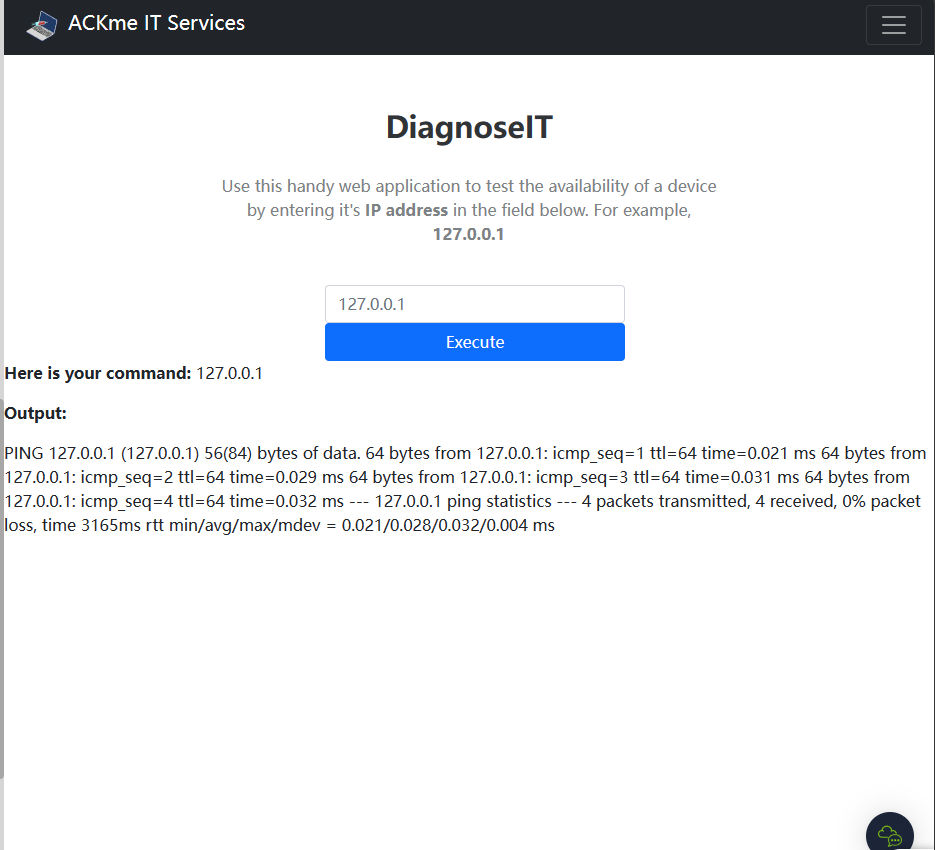 ACKme IT Services
DiagnoseIT
Use this handy web application to test the availability of a device
by entering it's IP address in the field below. For example,
127.0.0.1
127.0.0.1
Execute
Here is your command: 127.0.0.1
Output:
PING 127.0.0.1 (127.0.0.1) 56(84) bytes of data. 64 bytes from 127.0.0.1: icmp_seq=1 ttl=64 time=0.021 ms 64 bytes from
127.0.0.1: icmp_seq=2 ttl=64 time=0.029 ms 64 bytes from 127.0.0.1: icmp_seq=3 ttl=64 time=0.031 ms 64 bytes from
127.0.0.1: icmp_seq=4 ttl=64 time=0.032 ms --- 127.0.0.1 ping statistics --- 4 packets transmitted, 4 received, 0% packet
loss, time 3165ms rtt min/avg/max/mdev = 0.021/0.028/0.032/0.004 ms